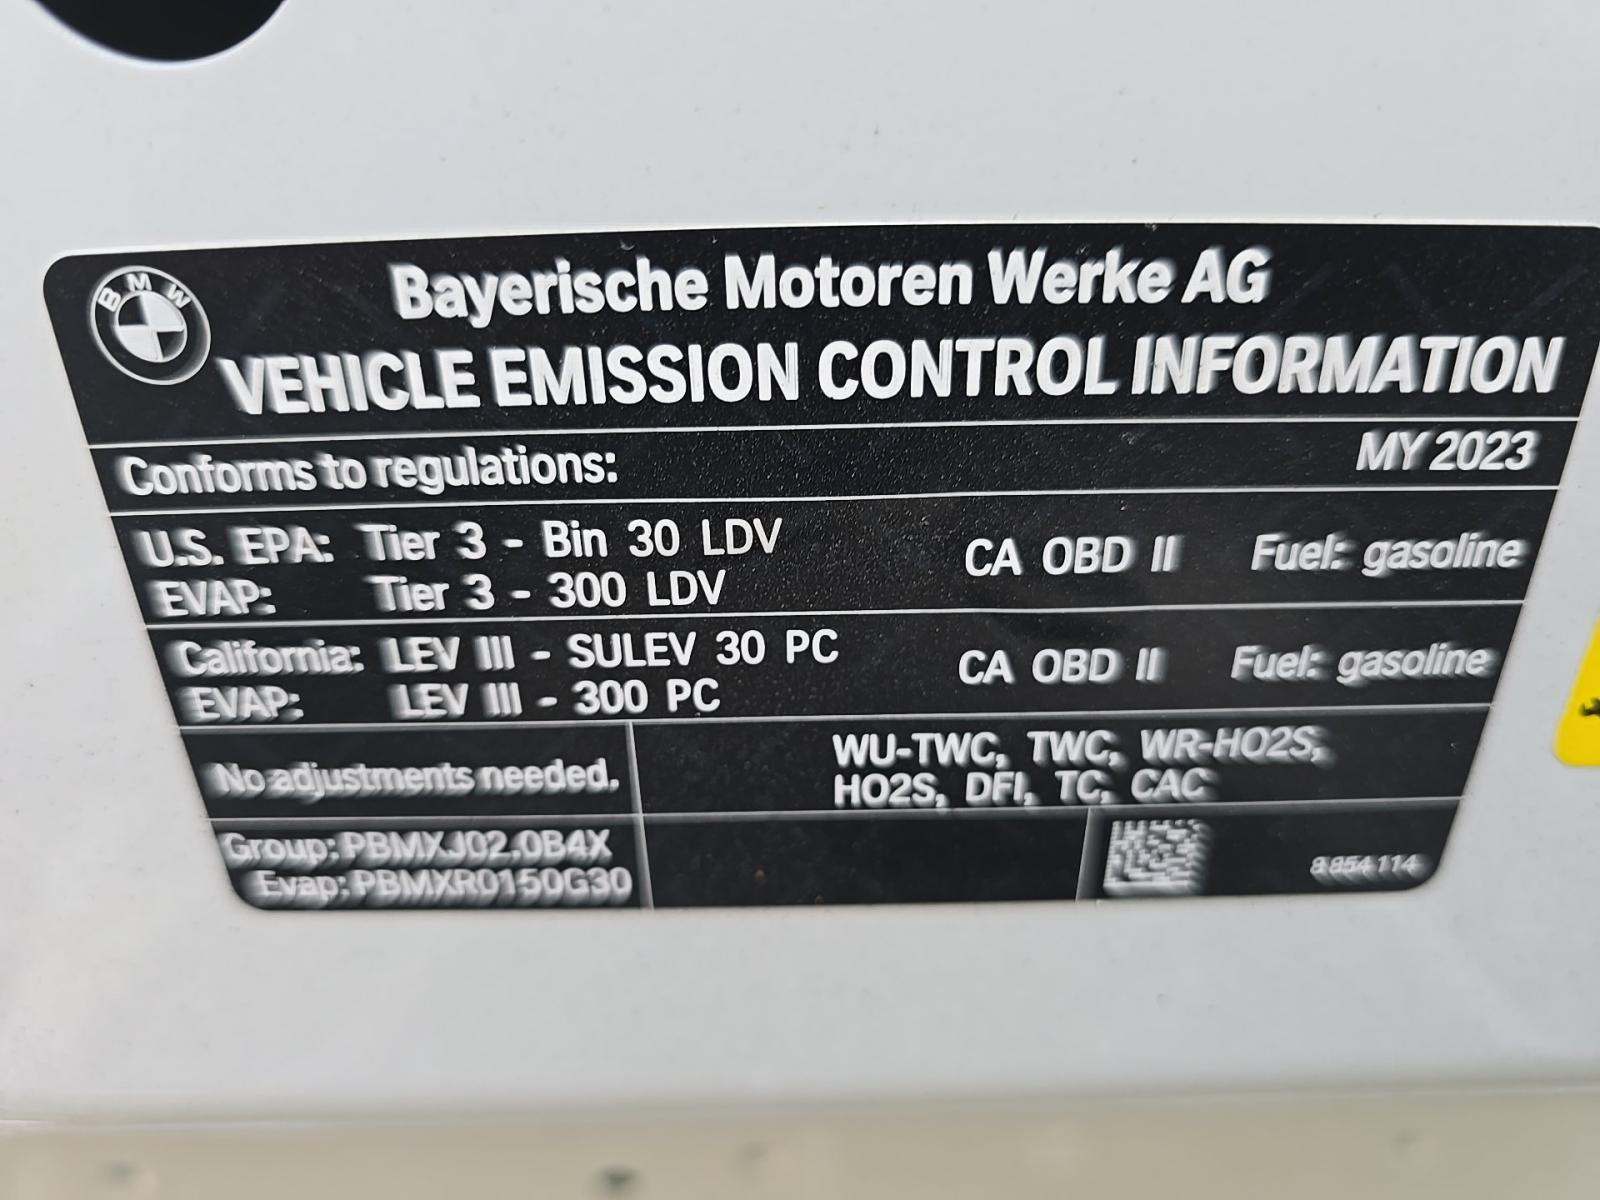 BMW
Bayerische Motoren Werke AG
VEHICLE EMISSION CONTROL INFORMATION
Conforms to regulations: MY 2023
U.S. EPA: Tier 3 - Bin 30 LDV CA OBD II Fuel: gasoline
EVAP: Tier 3 - 300 LDV
California: LEV III - SULEV 30 PC CA OBD II Fuel: gasoline
EVAP: LEV III - 300 PC
No adjustments needed.
WU-TWC, TWC, WR-HO2S,
HO2S, DFI, TC, CAC
Group: PBMXJ02.0B4X
Evap: PBMXR0150G30
8 854 114